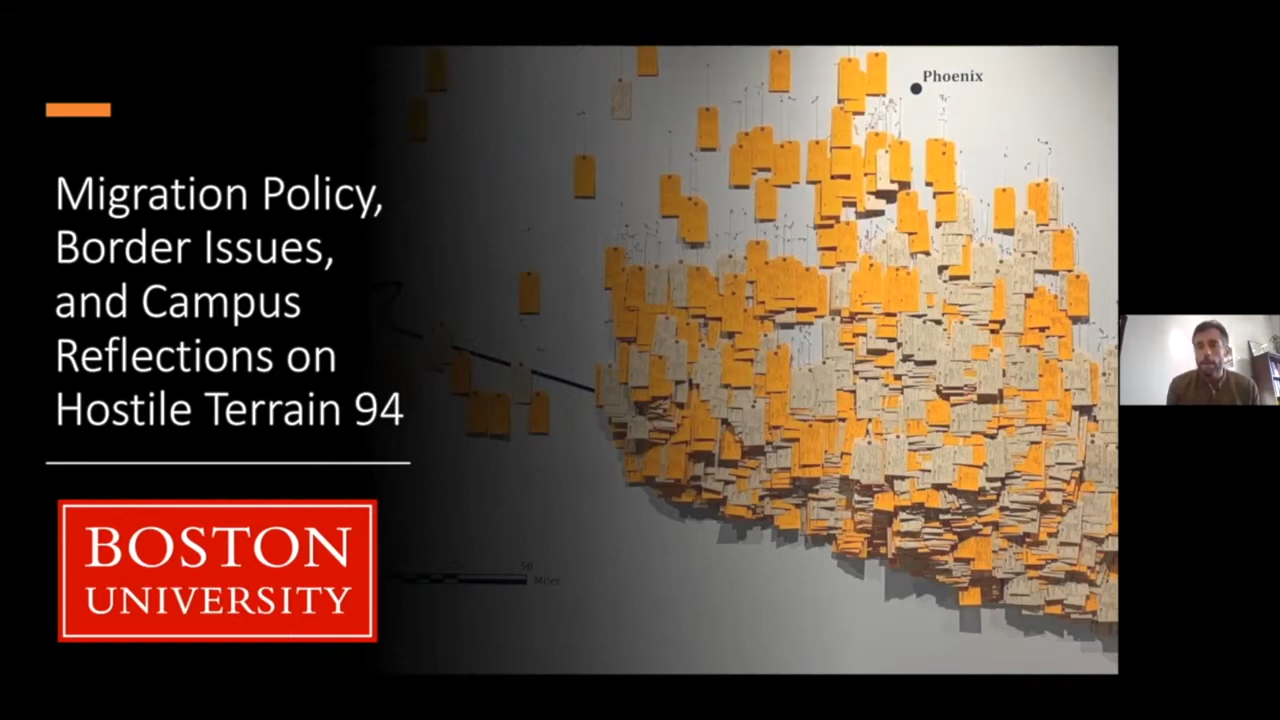 Migration Policy,
Border Issues,
and Campus
Reflections on
Hostile Terrain 94
BOSTON
UNIVERSITY
Phoenix
50
Miles